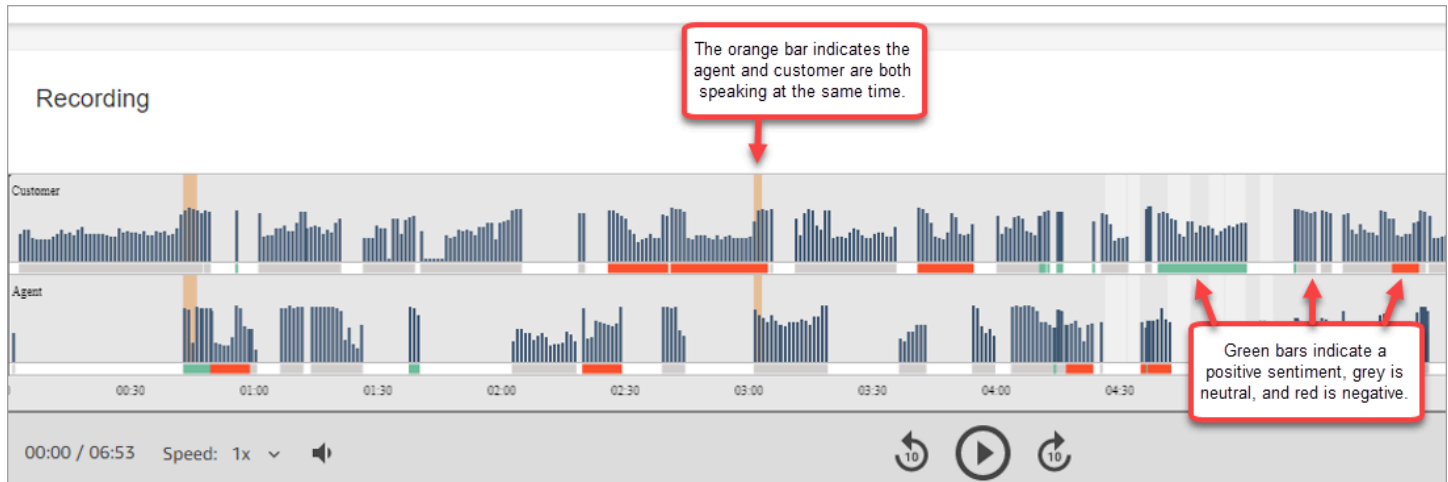 The orange bar indicates the
agent and customer are both
speaking at the same time.
Recording
Customer
Agent
Green bars indicate a
positive sentiment, grey is
neutral, and red is negative.
00:30 01:00 01:30 02:00 02:30 03:00 03:30 04:00 04:30
00:00 / 06:53 Speed: 1x 10 10